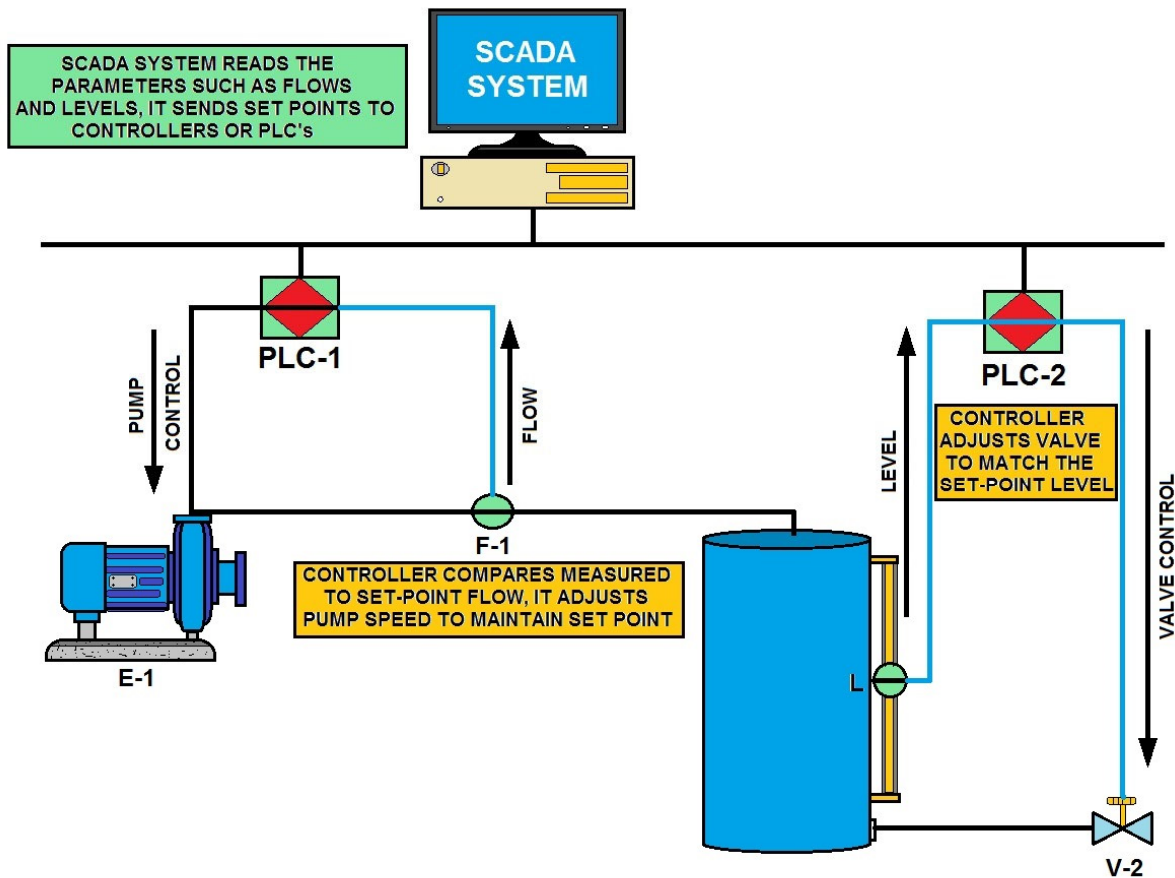 SCADA
SYSTEM
SCADA SYSTEM READS THE
PARAMETERS SUCH AS FLOWS
AND LEVELS, IT SENDS SET POINTS TO
CONTROLLERS OR PLC's
PLC-1
PLC-2
PUMP
CONTROL
FLOW
LEVEL
CONTROLLER
ADJUSTS VALVE
TO MATCH THE
SET-POINT LEVEL
VALVE CONTROL
F-1
CONTROLLER COMPARES MEASURED
TO SET-POINT FLOW, IT ADJUSTS
PUMP SPEED TO MAINTAIN SET POINT
E-1
L
V-2